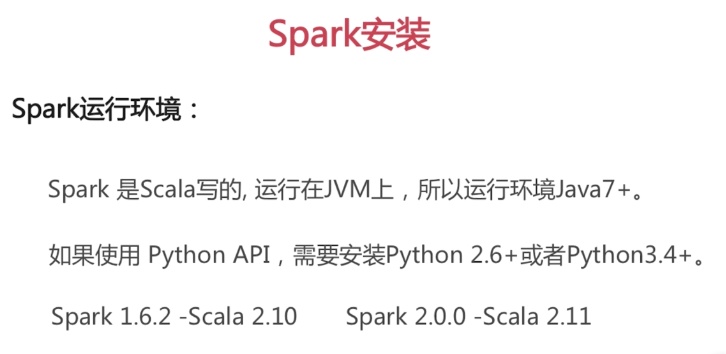 Spark安装
Spark运行环境：
Spark 是Scala写的, 运行在JVM上，所以运行环境Java7+。
如果使用 Python API，需要安装Python 2.6+或者Python3.4+。
Spark 1.6.2 -Scala 2.10 Spark 2.0.0 -Scala 2.11